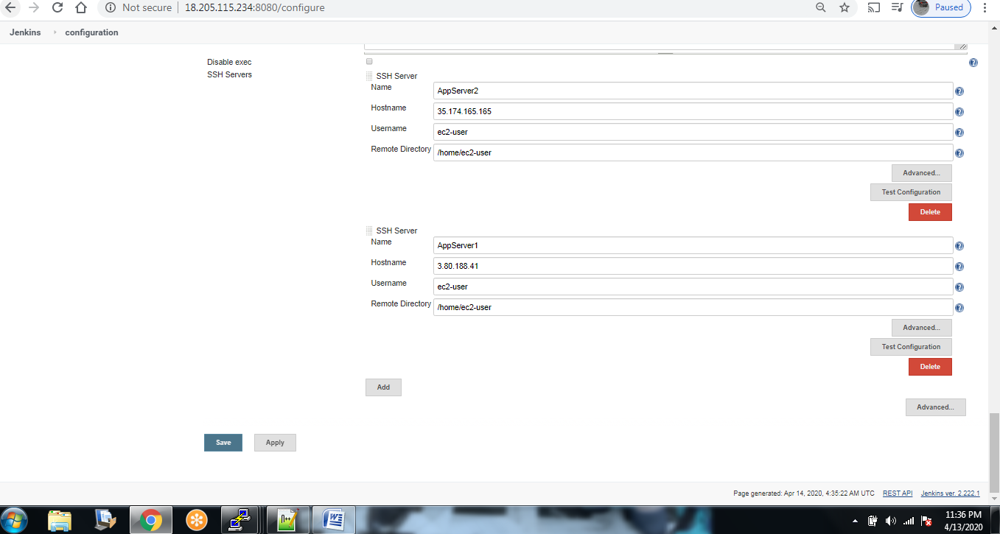 Not secure | 18.205.115.234:8080/configure
Paused
Jenkins configuration
Disable exec
SSH Servers
SSH Server
Name AppServer2
Hostname 35.174.165.165
Username ec2-user
Remote Directory /home/ec2-user
Advanced...
Test Configuration
Delete
SSH Server
Name AppServer1
Hostname 3.80.188.41
Username ec2-user
Remote Directory /home/ec2-user
Advanced...
Test Configuration
Delete
Add
Advanced...
Save Apply
Page generated: Apr 14, 2020, 4:35:22 AM UTC REST API Jenkins ver. 2.222.1
11:36 PM
4/13/2020